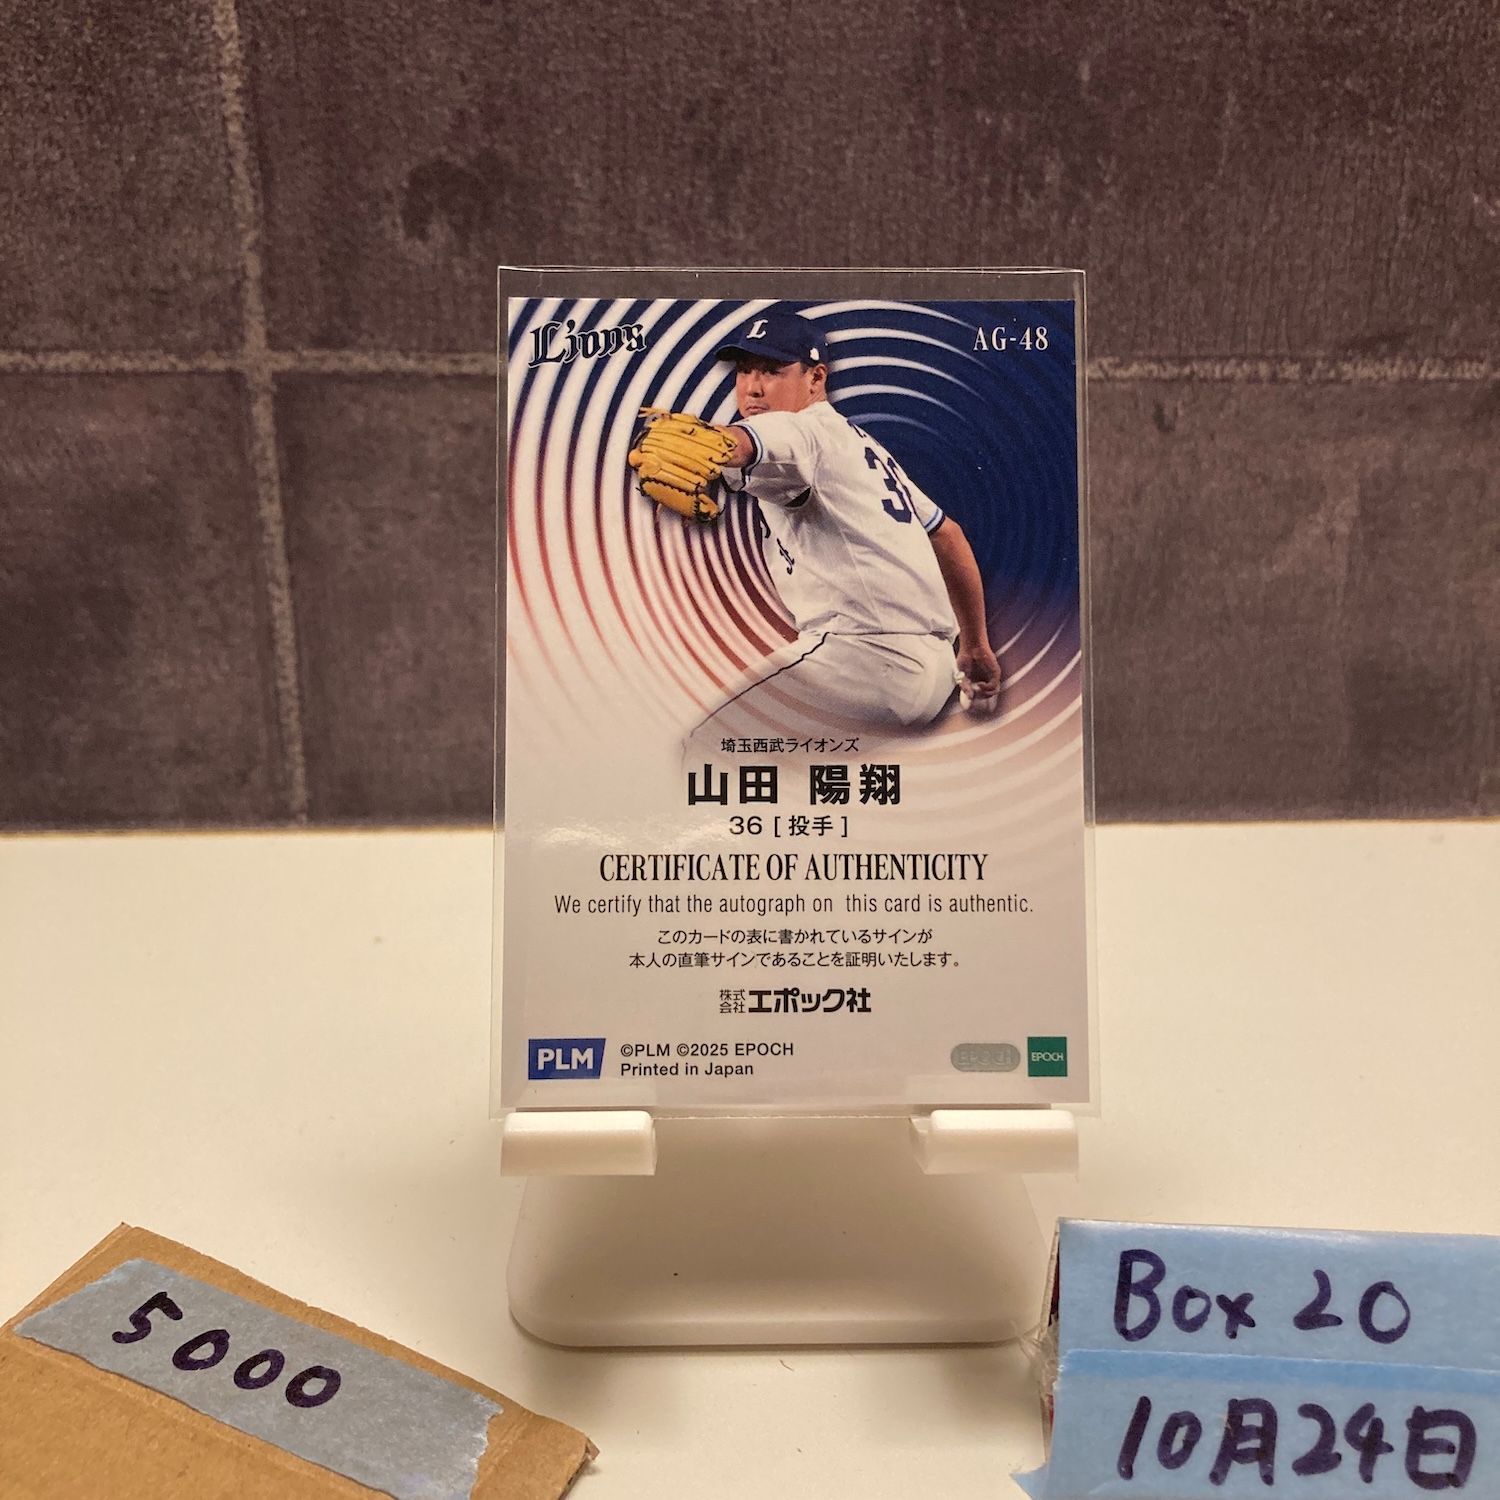 Lions
AG-48
L
36
埼玉西武ライオンズ
山田 陽翔
36 [ 投手 ]
CERTIFICATE OF AUTHENTICITY
We certify that the autograph on this card is authentic.
このカードの表に書かれているサインが
本人の直筆サインであることを証明いたします。
株式会社エポック社
PLM ©PLM ©2025 EPOCH
Printed in Japan
EPOCH EPOCH
5000
Box 20
10月24日